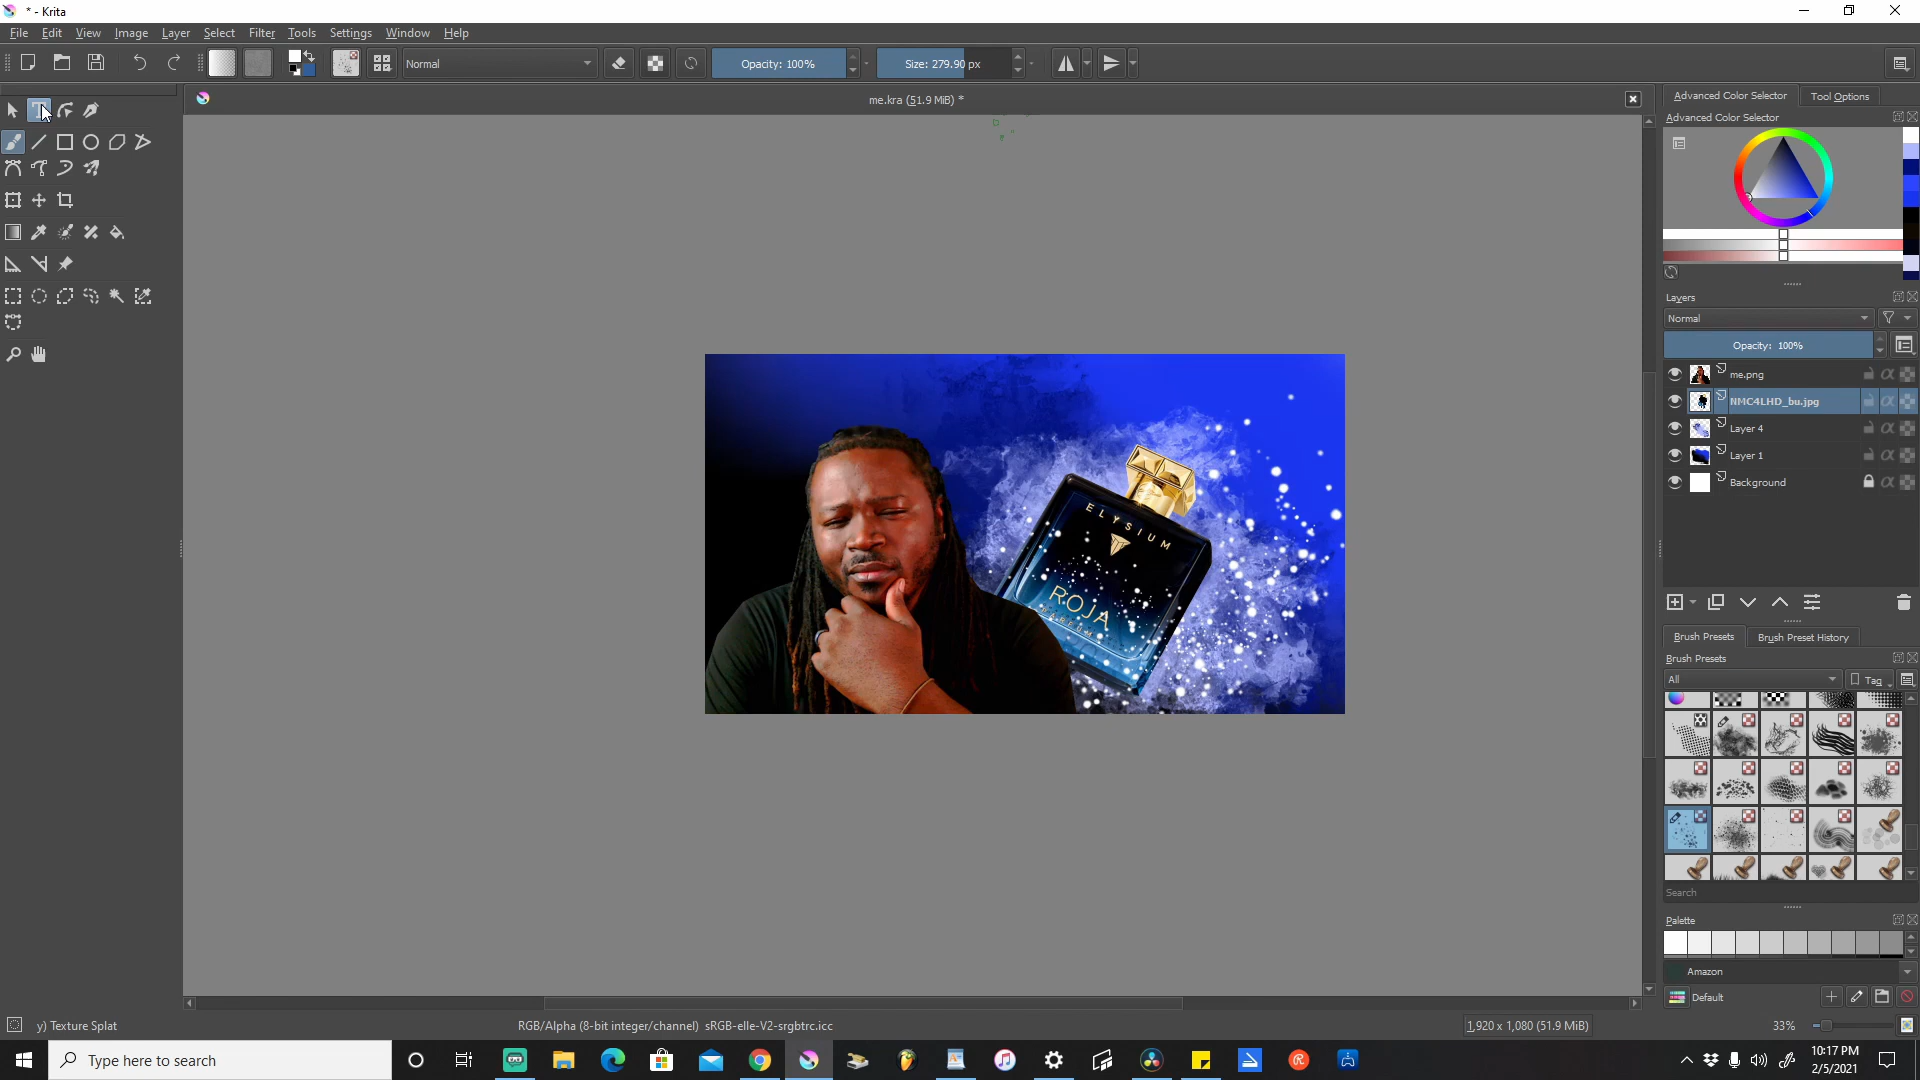 * - Krita
File Edit View Image Layer Select Filter Tools Settings Window Help
Normal
Opacity: 100%
Size: 279.90 px
me.kra (51.9 MiB) *
Advanced Color Selector
Tool Options
Advanced Color Selector
Layers
Normal
Opacity: 100%
me.png
NMC4LHD_bu.jpg
Layer 4
Layer 1
Background
ELYSIUM
ROJA
PARFUMS
Brush Presets
Brush Preset History
Brush Presets
All
Tag
Search
Palette
Amazon
Default
y) Texture Splat
RGB/Alpha (8-bit integer/channel) sRGB-elle-V2-srgbtrc.icc
1,920 x 1,080 (51.9 MiB)
33%
Type here to search
10:17 PM
2/5/2021